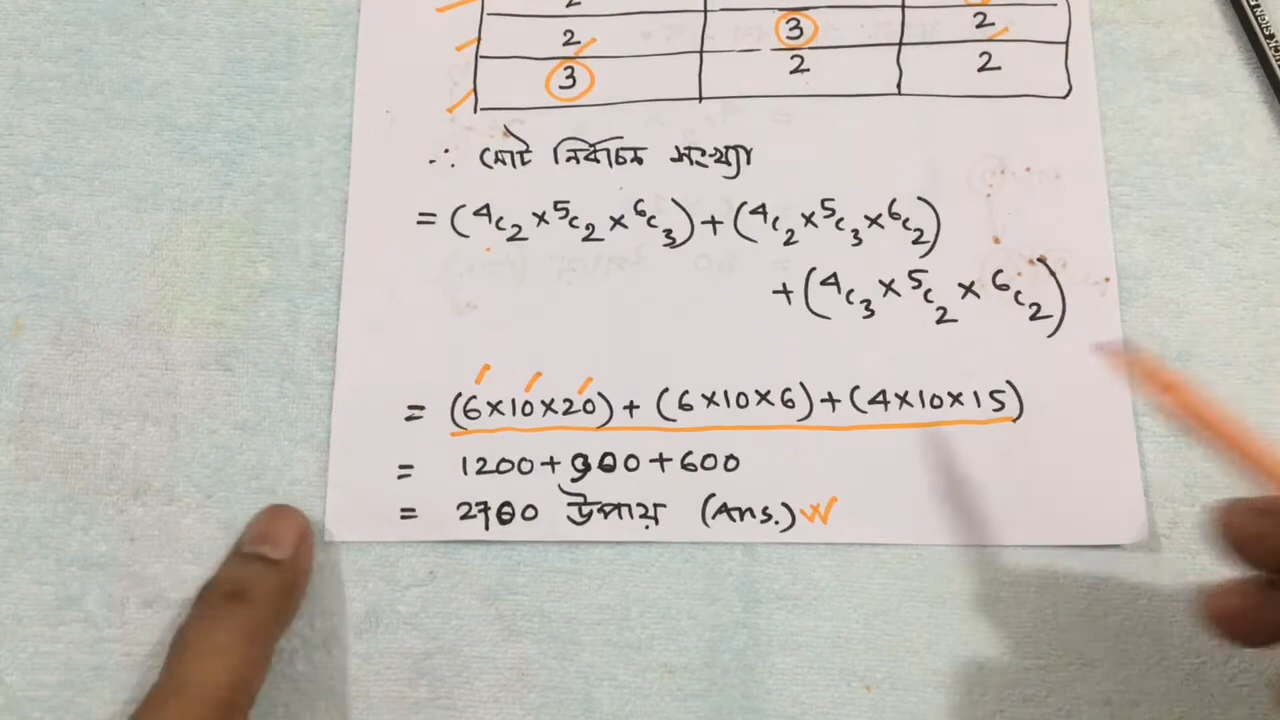 2
2 3 2
3 2 2
∴ মোট নির্বাচন সংখ্যা
= (⁴C₂ × ⁵C₂ × ⁶C₃) + (⁴C₂ × ⁵C₃ × ⁶C₂)
+ (⁴C₃ × ⁵C₂ × ⁶C₂)
= (6×10×20) + (6×10×6) + (4×10×15)
= 1200 + 900 + 600
= 2700 উপায় (Ans.)